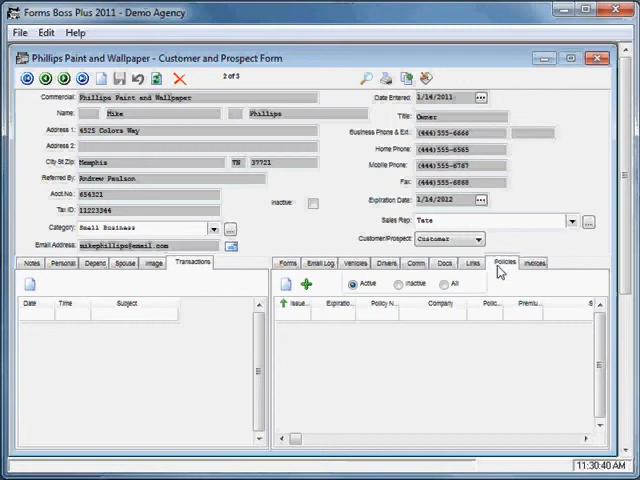 Forms Boss Plus 2011 - Demo Agency
File Edit Help
Phillips Paint and Wallpaper - Customer and Prospect Form
2 of 3
Commercial: Phillips Paint and Wallpaper
Date Entered: 1/14/2011
Name: Mike Phillips
Title: Owner
Address 1: 6525 Colors Way
Business Phone & Ext.: (444)555-6666
Address 2:
Home Phone: (444)555-6565
City St Zip: Memphis TN 37721
Mobile Phone: (444)555-6767
Referred By: Andrew Paulson
Fax: (444)555-6868
Acct.No.: 654321
Inactive:
Expiration Date: 1/14/2012
Tax ID: 11223344
Sales Rep: Tate
Category: Small Business
Customer/Prospect: Customer
Email Address: mikephillips@email.com
Notes Personal Depend Spouse Image Transactions
Forms Email Log Vehicles Drivers Comm Docs Links Policies Invoices
Active Inactive All
Date Time Subject
Issue... Expiratio... Policy N... Company Polic... Premiu... S
11:30:40 AM